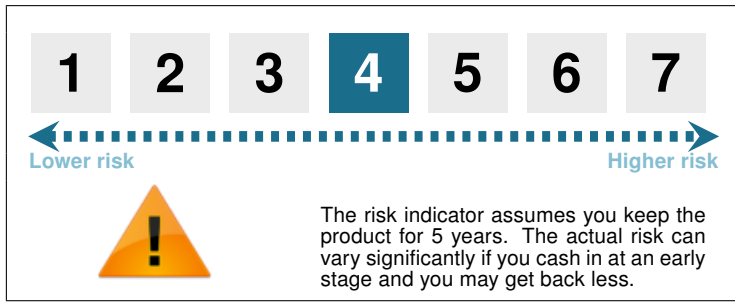 1 2 3 4 5 6 7
Lower risk Higher risk
!
The risk indicator assumes you keep the
product for 5 years. The actual risk can
vary significantly if you cash in at an early
stage and you may get back less.